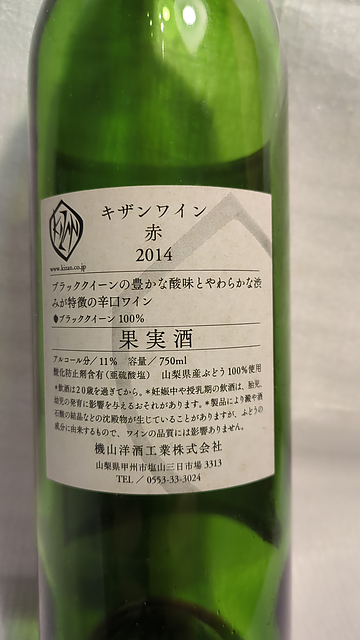 KIZAN
www.kizan.co.jp
キザンワイン
赤
2014
ブラッククイーンの豊かな酸味とやわらかな渋
みが特徴の辛口ワイン
●ブラッククイーン 100%
果実酒
アルコール分／11% 容量／750ml
酸化防止剤含有（亜硫酸塩） 山梨県産ぶどう100%使用
*飲酒は20歳を過ぎてから。*妊娠中や授乳期の飲酒は、胎児、
幼児の発育に影響を与えるおそれがあります。*製品により澱や酒
石酸の結晶などの沈殿物が生じていることがありますが、ぶどうの
成分に由来するもので、ワインの品質には影響ありません。
機山洋酒工業株式会社
山梨県甲州市塩山三日市場 3313
TEL ／ 0553-33-3024